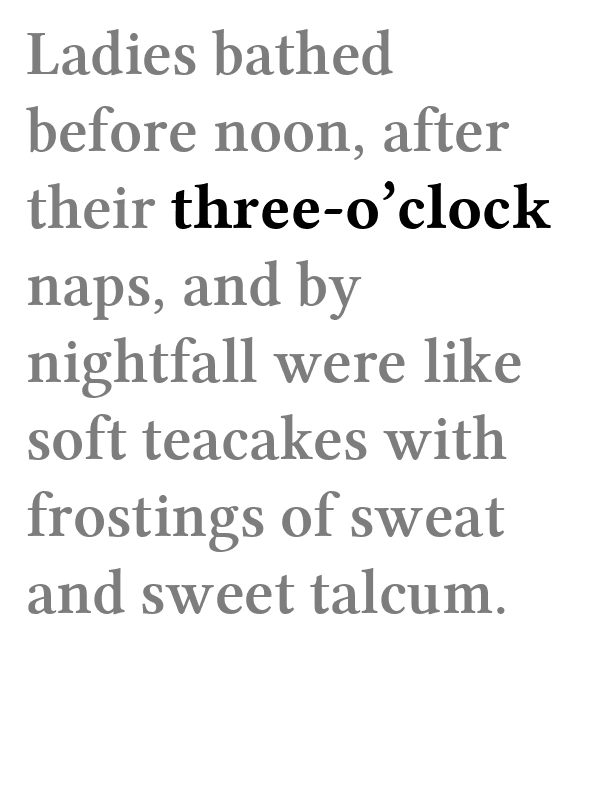 Ladies bathed
before noon, after
their three-o’clock
naps, and by
nightfall were like
soft teacakes with
frostings of sweat
and sweet talcum.